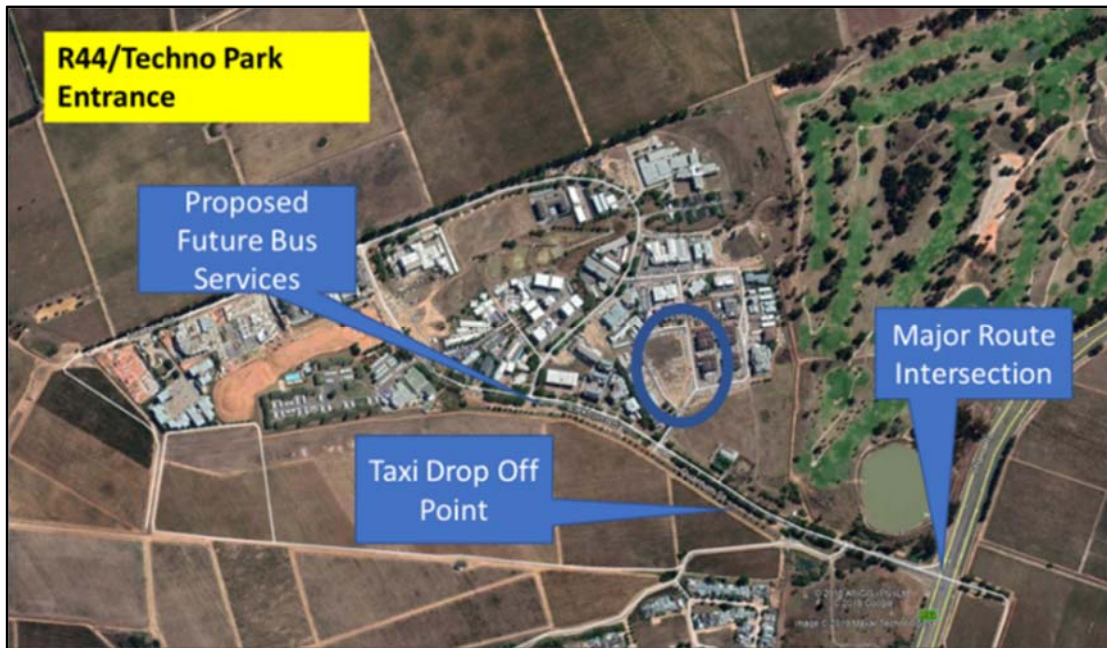 R44/Techno Park
Entrance
Proposed
Future Bus
Services
Major Route
Intersection
Taxi Drop Off
Point